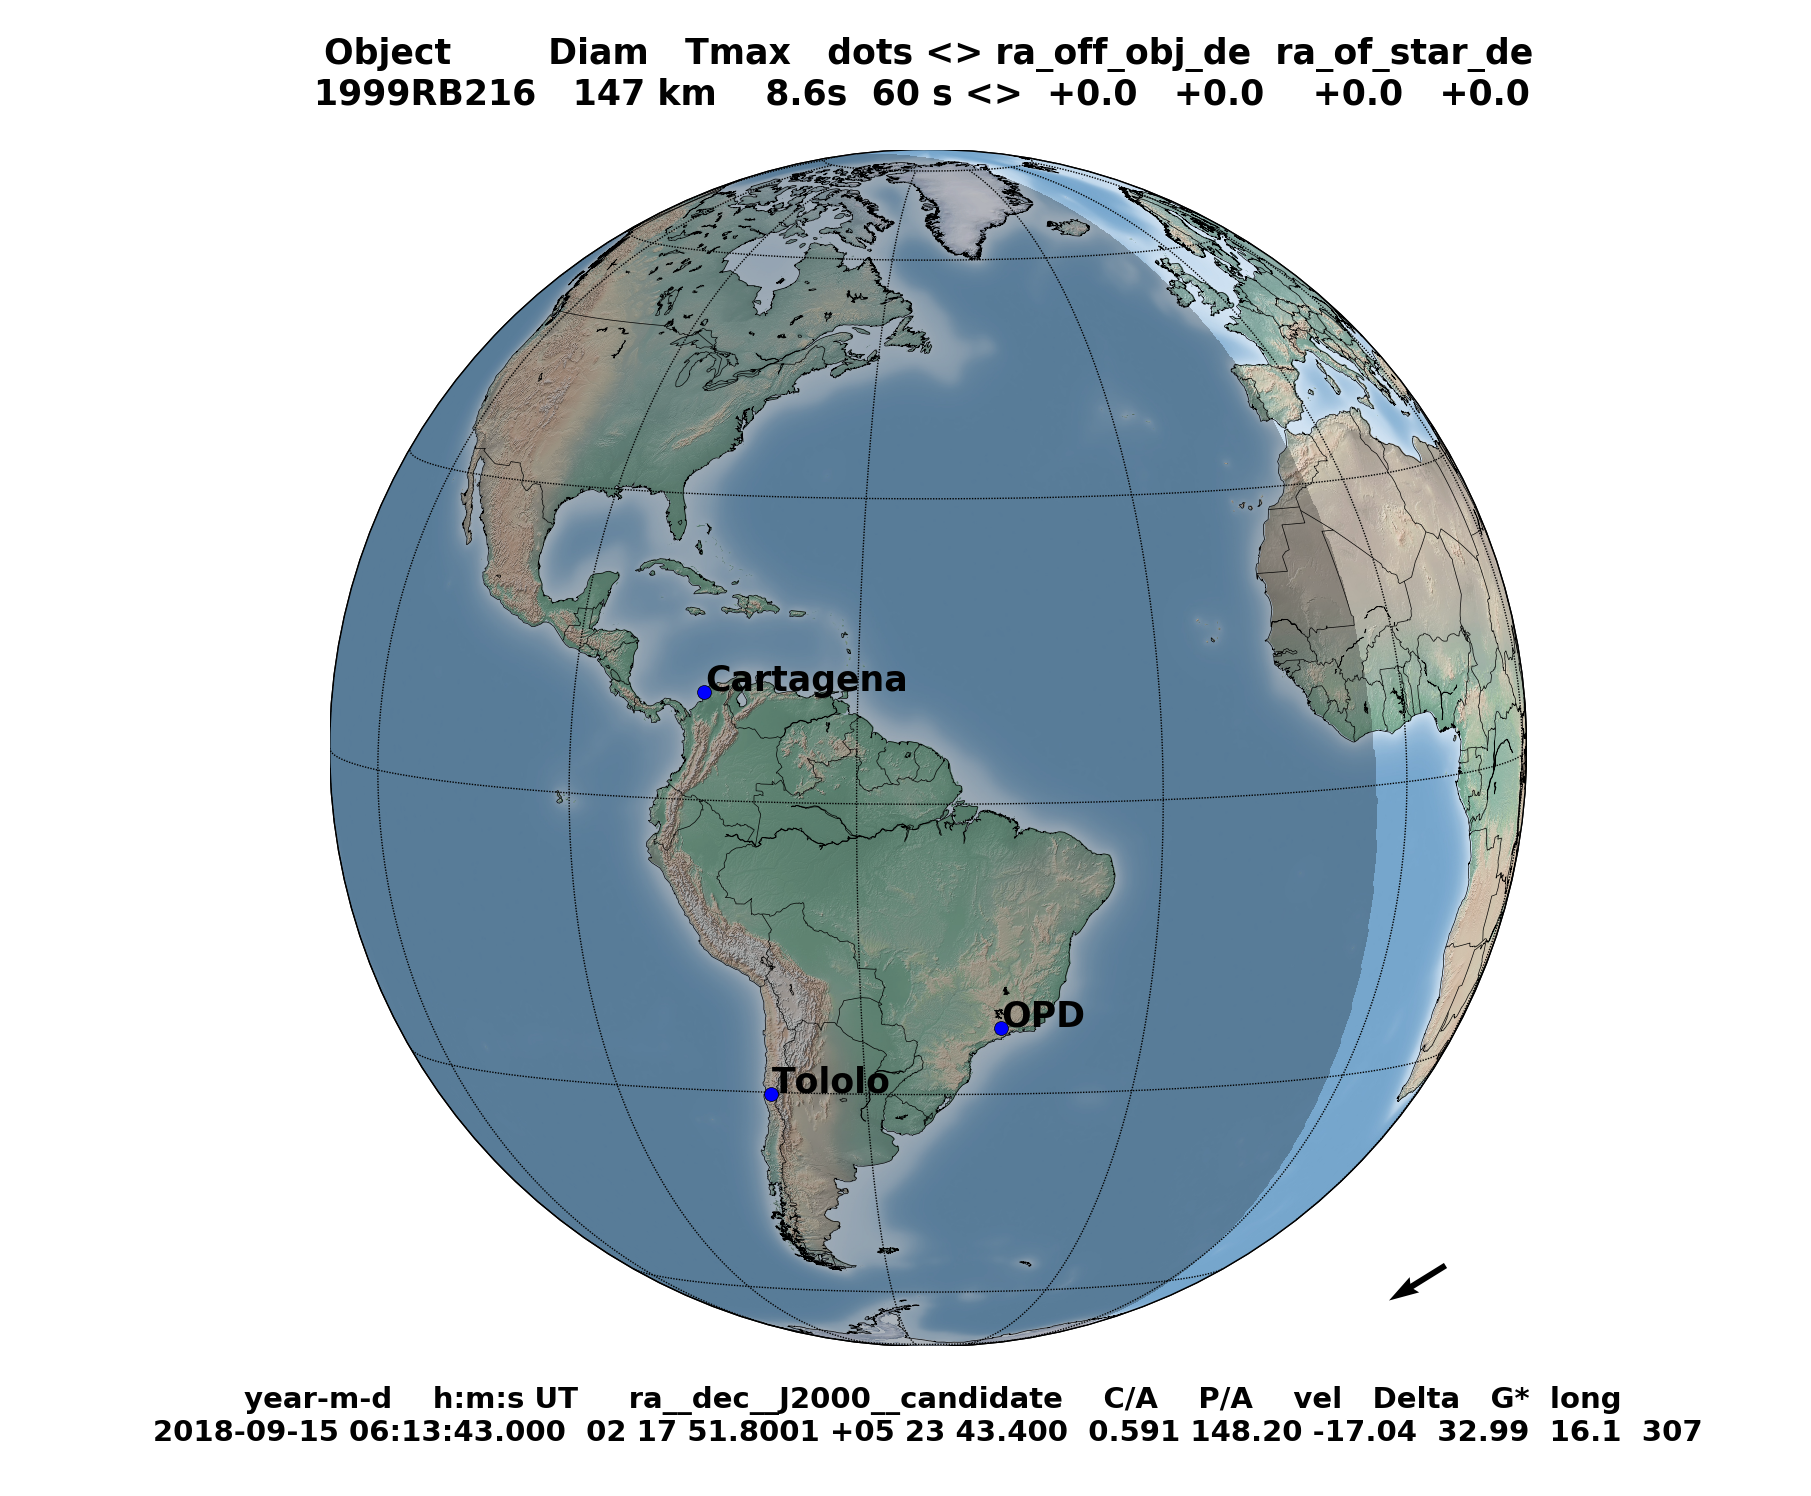 Object Diam Tmax dots <> ra_off_obj_de ra_of_star_de
1999RB216 147 km 8.6s 60 s <> +0.0 +0.0 +0.0 +0.0
Cartagena
OPD
Tololo
year-m-d h:m:s UT ra__dec__J2000__candidate C/A P/A vel Delta G* long
2018-09-15 06:13:43.000 02 17 51.8001 +05 23 43.400 0.591 148.20 -17.04 32.99 16.1 307